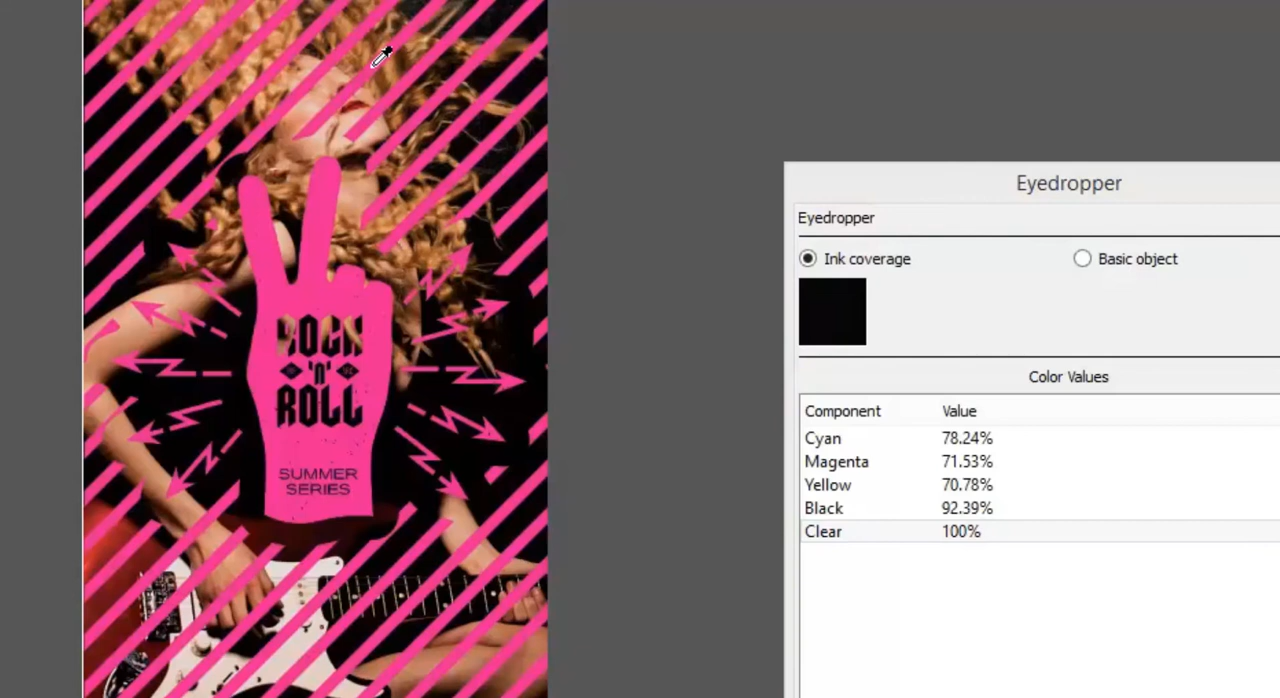 ROCK
'N'
ROLL
SUMMER
SERIES
Eyedropper
Eyedropper
Ink coverage
Basic object
Color Values
Component Value
Cyan 78.24%
Magenta 71.53%
Yellow 70.78%
Black 92.39%
Clear 100%